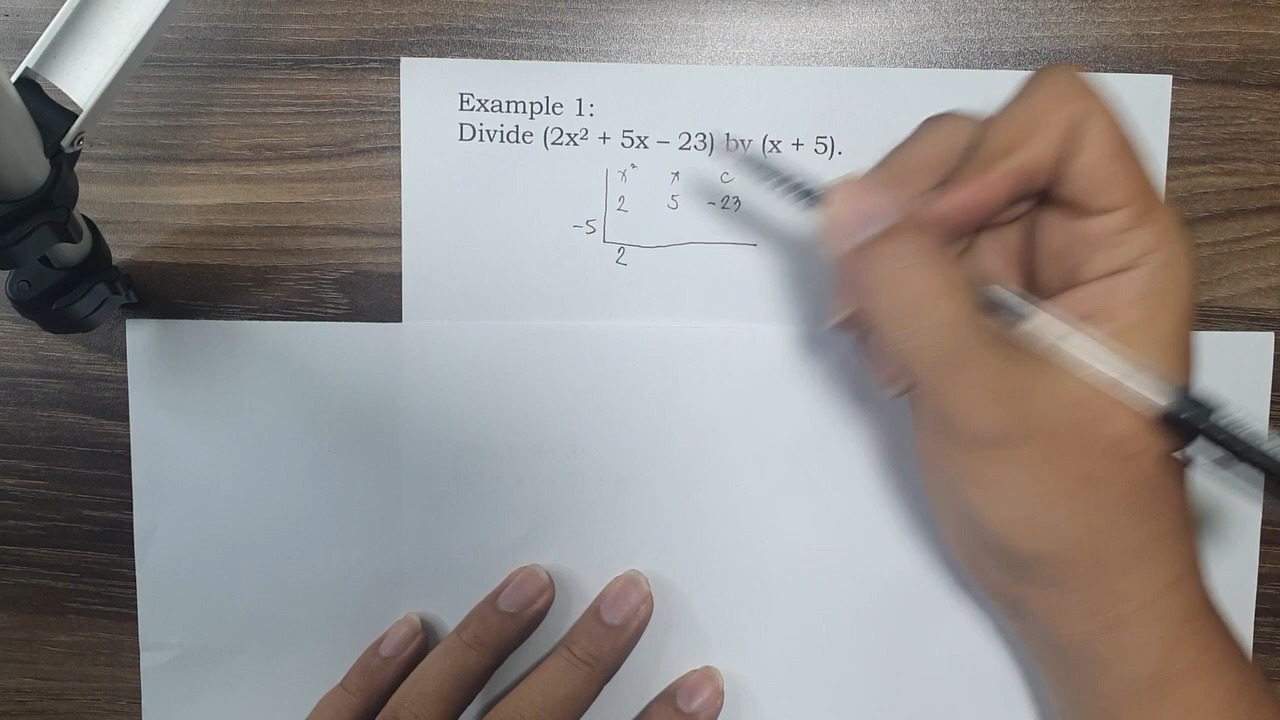 Example 1:
Divide (2x² + 5x – 23) by (x + 5).
x² x c
2 5 -23
-5
2